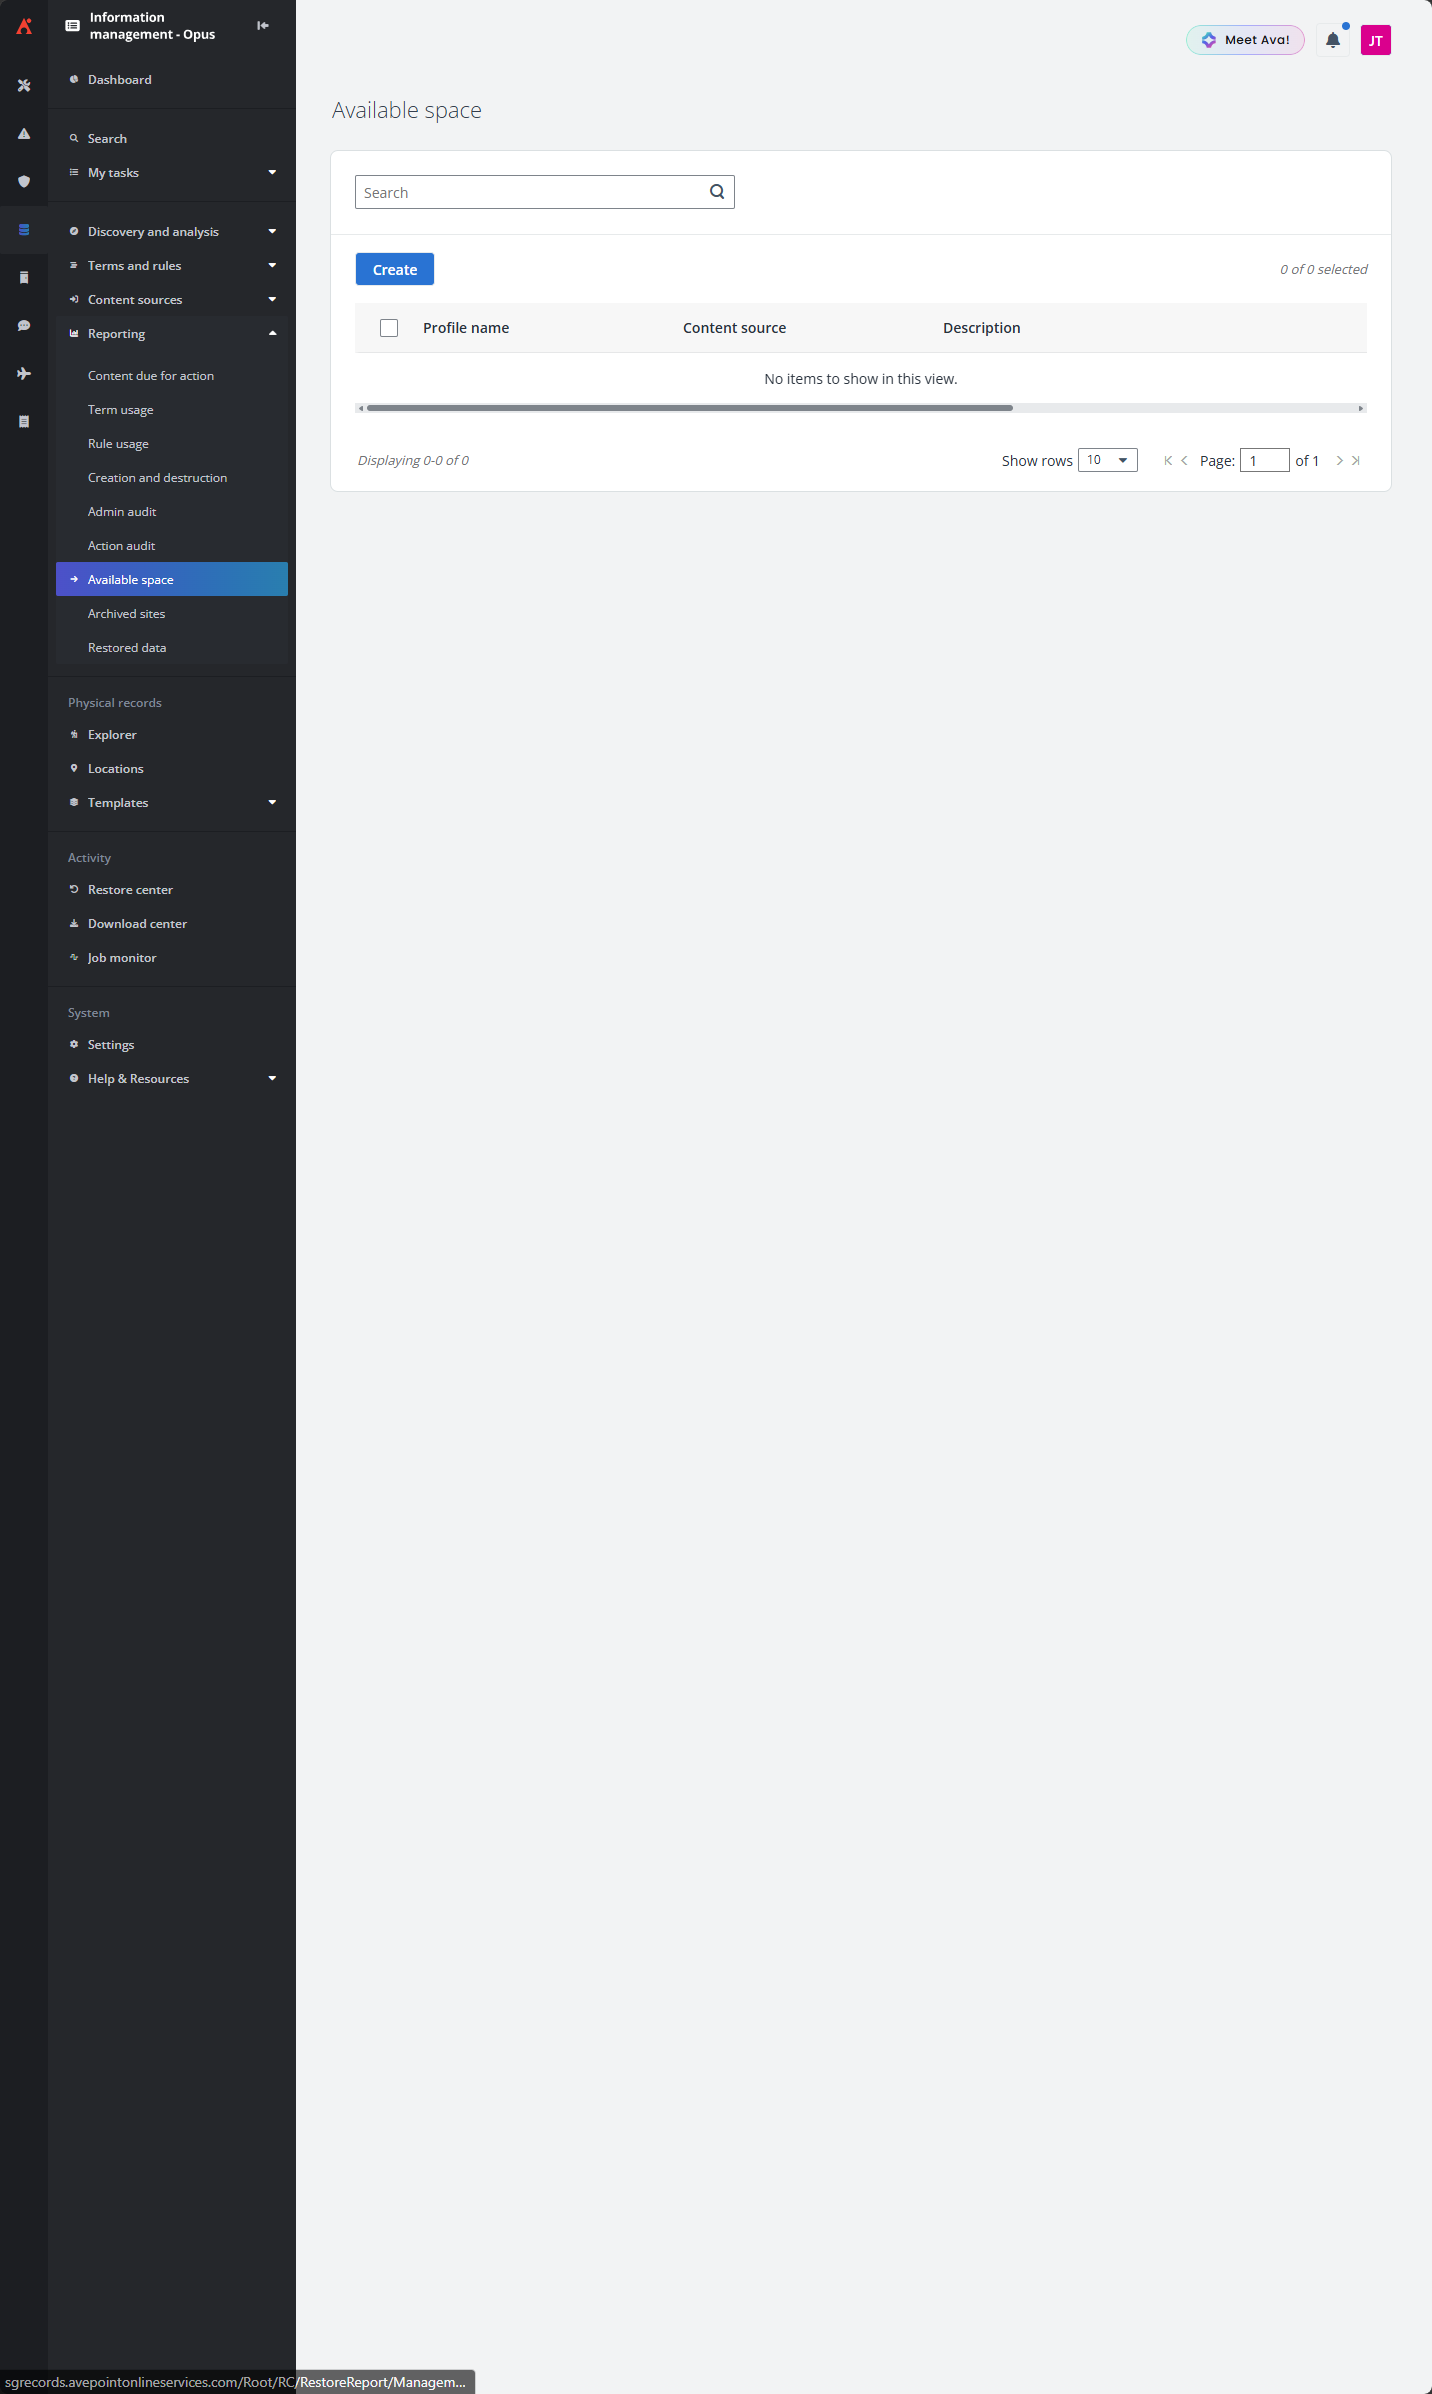 Information
management - Opus
Dashboard
Search
My tasks
Discovery and analysis
Terms and rules
Content sources
Reporting
Content due for action
Term usage
Rule usage
Creation and destruction
Admin audit
Action audit
Available space
Archived sites
Restored data
Physical records
Explorer
Locations
Templates
Activity
Restore center
Download center
Job monitor
System
Settings
Help & Resources
Meet Ava!
JT
Available space
Search
Create
0 of 0 selected
Profile name Content source Description
No items to show in this view.
Displaying 0-0 of 0 Show rows 10 Page: 1 of 1
sgrecords.avepointonlineservices.com/Root/RC/RestoreReport/Managem...